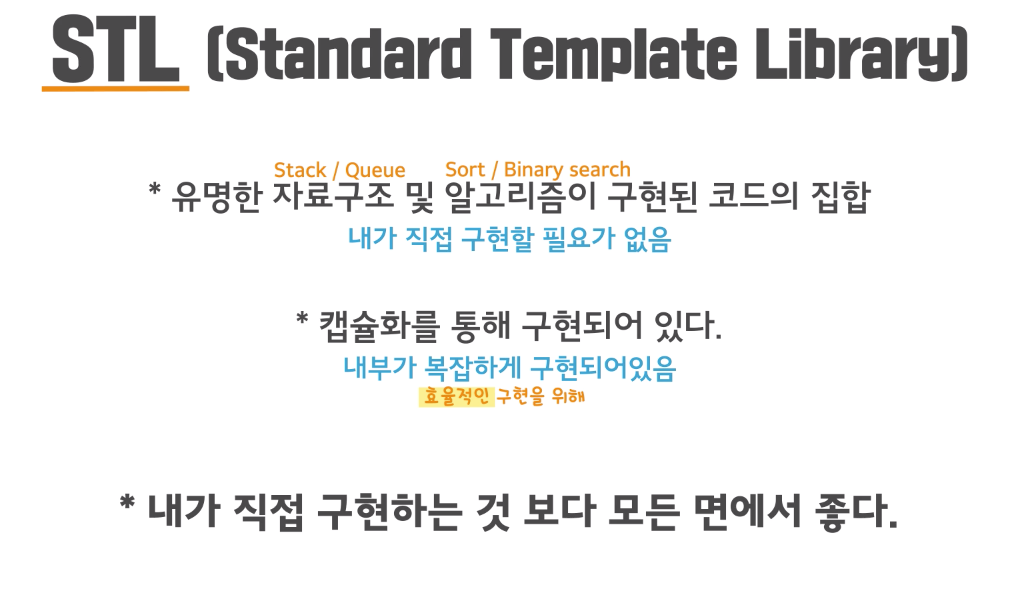 STL (Standard Template Library)
Stack / Queue Sort / Binary search
* 유명한 자료구조 및 알고리즘이 구현된 코드의 집합
내가 직접 구현할 필요가 없음
* 캡슐화를 통해 구현되어 있다.
내부가 복잡하게 구현되어있음
효율적인 구현을 위해
* 내가 직접 구현하는 것 보다 모든 면에서 좋다.